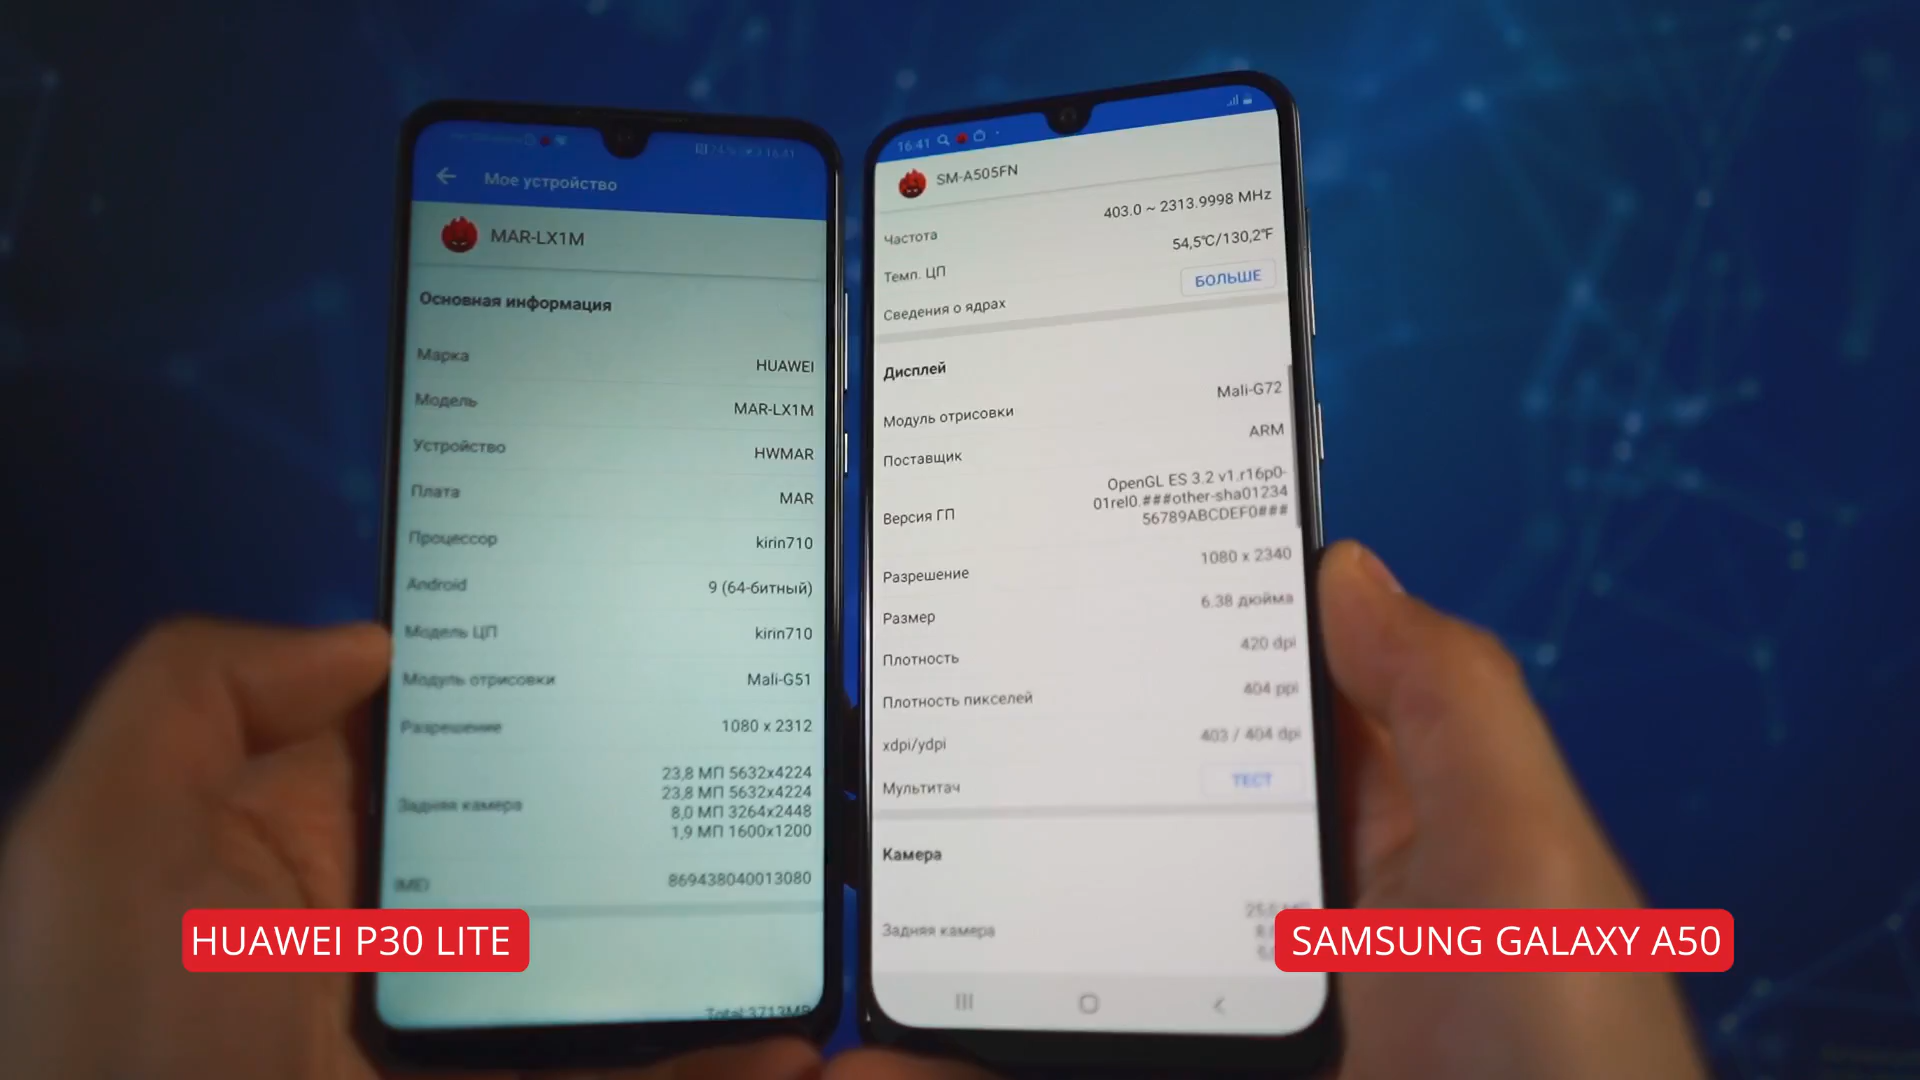 16:41
Мое устройство
MAR-LX1M
Основная информация
Марка HUAWEI
Модель MAR-LX1M
Устройство HWMAR
Плата MAR
Процессор kirin710
Android 9 (64-битный)
Модель ЦП kirin710
Модуль отрисовки Mali-G51
Разрешение 1080 x 2312
Задняя камера 23,8 МП 5632x4224
23,8 МП 5632x4224
8,0 МП 3264x2448
1,9 МП 1600x1200
IMEI 869438040013080
Total:3713MB
HUAWEI P30 LITE
16:41
SM-A505FN
Частота 403.0 ~ 2313.9998 MHz
Темп. ЦП 54,5°C/130,2°F
Сведения о ядрах БОЛЬШЕ
Дисплей
Модуль отрисовки Mali-G72
Поставщик ARM
Версия ГП OpenGL ES 3.2 v1.r16p0-
01rel0.###other-sha01234
56789ABCDEF0###
Разрешение 1080 x 2340
Размер 6.38 дюйма
Плотность 420 dpi
Плотность пикселей 404 ppi
xdpi/ydpi 403 / 404 dpi
Мультитач ТЕСТ
Камера
Задняя камера
SAMSUNG GALAXY A50